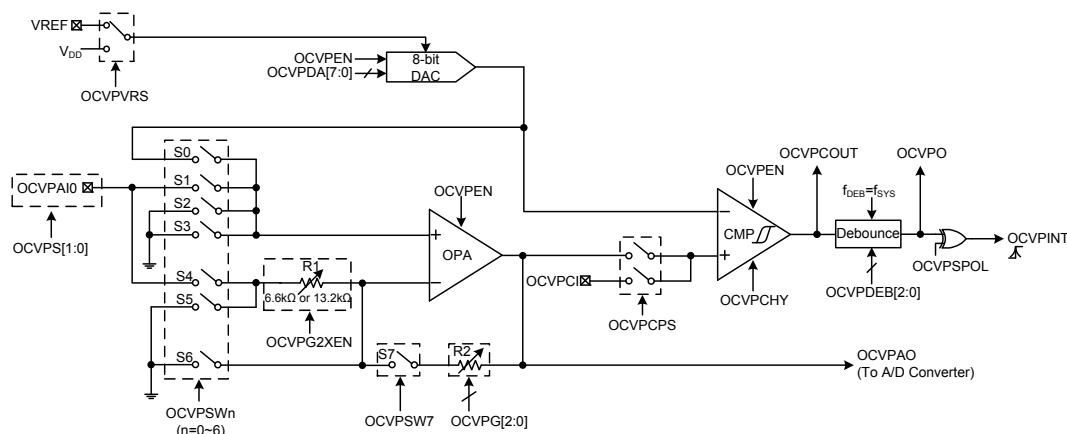 VREF
VDD
OCVPVRS
OCVPEN
OCVPDA[7:0]
8-bit
DAC
OCVPAI0
OCVPS[1:0]
S0
S1
S2
S3
S4
S5
S6
OCVPSWn
(n=0~6)
R1
6.6kΩ or 13.2kΩ
OCVPG2XEN
S7
OCVPSW7
R2
OCVPG[2:0]
OCVPEN
+
OPA
−
OCVPCI
OCVPCPS
OCVPEN
−
CMP
+
OCVPCHY
OCVPCOUT
fDEB=fSYS
Debounce
OCVPDEB[2:0]
OCVPO
OCVPSPOL
OCVPINT
OCVPAO
(To A/D Converter)